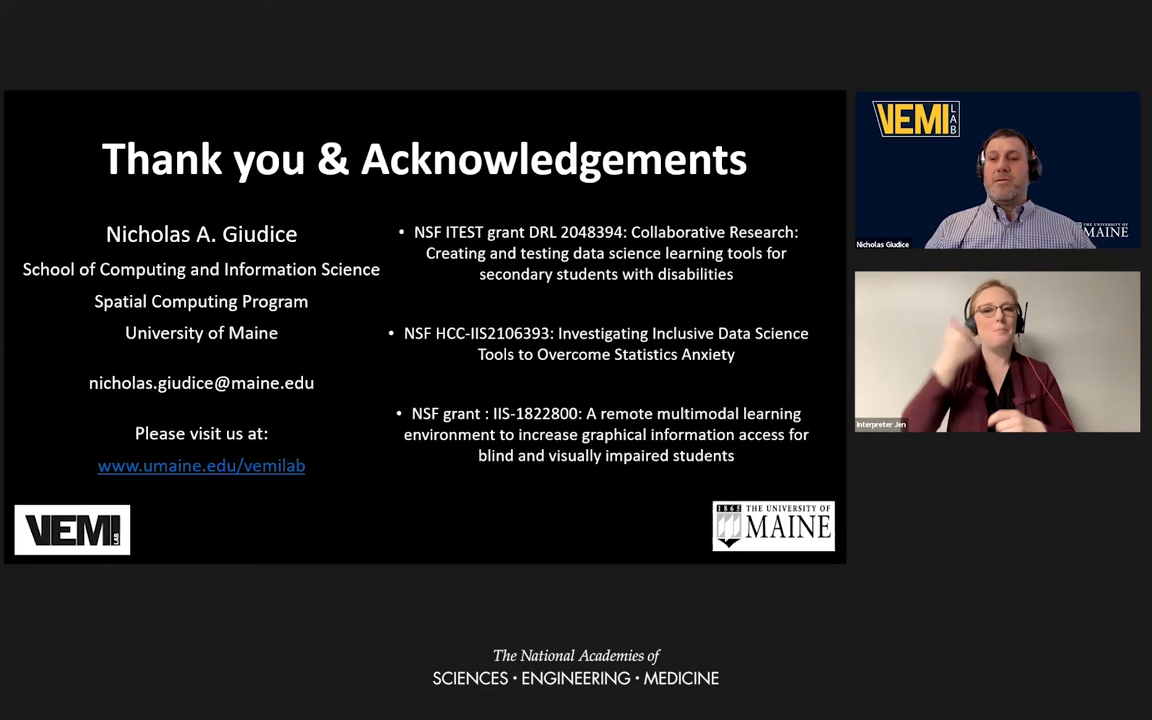 Thank you & Acknowledgements
Nicholas A. Giudice
School of Computing and Information Science
Spatial Computing Program
University of Maine
nicholas.giudice@maine.edu
Please visit us at:
www.umaine.edu/vemilab
• NSF ITEST grant DRL 2048394: Collaborative Research:
Creating and testing data science learning tools for
secondary students with disabilities
• NSF HCC-IIS2106393: Investigating Inclusive Data Science
Tools to Overcome Statistics Anxiety
• NSF grant : IIS-1822800: A remote multimodal learning
environment to increase graphical information access for
blind and visually impaired students
VEMI LAB
1865 THE UNIVERSITY OF
MAINE
VEMI LAB
THE UNIVERSITY OF
MAINE
Nicholas Giudice
Interpreter Jen
The National Academies of
SCIENCES · ENGINEERING · MEDICINE